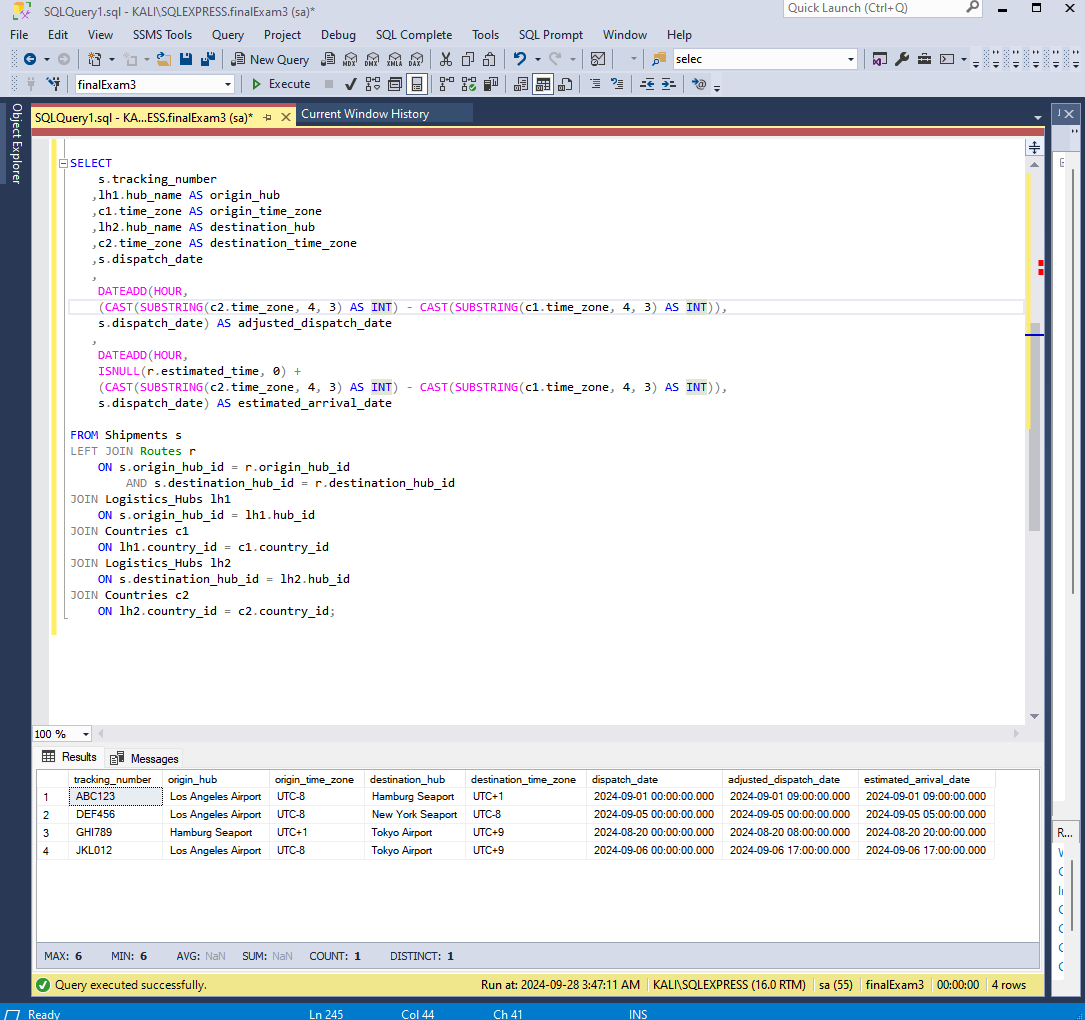 SQLQuery1.sql - KALI\SQLEXPRESS.finalExam3 (sa)*
Quick Launch (Ctrl+Q)
File Edit View SSMS Tools Query Project Debug SQL Complete Tools SQL Prompt Window Help
New Query MDX DMX XMLA DAX selec
finalExam3 Execute
Object Explorer
SQLQuery1.sql - KA...ESS.finalExam3 (sa)* Current Window History
SELECT
s.tracking_number
,lh1.hub_name AS origin_hub
,c1.time_zone AS origin_time_zone
,lh2.hub_name AS destination_hub
,c2.time_zone AS destination_time_zone
,s.dispatch_date
,
DATEADD(HOUR,
(CAST(SUBSTRING(c2.time_zone, 4, 3) AS INT) - CAST(SUBSTRING(c1.time_zone, 4, 3) AS INT)),
s.dispatch_date) AS adjusted_dispatch_date
,
DATEADD(HOUR,
ISNULL(r.estimated_time, 0) +
(CAST(SUBSTRING(c2.time_zone, 4, 3) AS INT) - CAST(SUBSTRING(c1.time_zone, 4, 3) AS INT)),
s.dispatch_date) AS estimated_arrival_date
FROM Shipments s
LEFT JOIN Routes r
ON s.origin_hub_id = r.origin_hub_id
AND s.destination_hub_id = r.destination_hub_id
JOIN Logistics_Hubs lh1
ON s.origin_hub_id = lh1.hub_id
JOIN Countries c1
ON lh1.country_id = c1.country_id
JOIN Logistics_Hubs lh2
ON s.destination_hub_id = lh2.hub_id
JOIN Countries c2
ON lh2.country_id = c2.country_id;
100 %
Results Messages
tracking_number origin_hub origin_time_zone destination_hub destination_time_zone dispatch_date adjusted_dispatch_date estimated_arrival_date
1 ABC123 Los Angeles Airport UTC-8 Hamburg Seaport UTC+1 2024-09-01 00:00:00.000 2024-09-01 09:00:00.000 2024-09-01 09:00:00.000
2 DEF456 Los Angeles Airport UTC-8 New York Seaport UTC-8 2024-09-05 00:00:00.000 2024-09-05 00:00:00.000 2024-09-05 05:00:00.000
3 GHI789 Hamburg Seaport UTC+1 Tokyo Airport UTC+9 2024-08-20 00:00:00.000 2024-08-20 08:00:00.000 2024-08-20 20:00:00.000
4 JKL012 Los Angeles Airport UTC-8 Tokyo Airport UTC+9 2024-09-06 00:00:00.000 2024-09-06 17:00:00.000 2024-09-06 17:00:00.000
R...
MAX: 6 MIN: 6 AVG: NaN SUM: NaN COUNT: 1 DISTINCT: 1
Query executed successfully. Run at: 2024-09-28 3:47:11 AM KALI\SQLEXPRESS (16.0 RTM) sa (55) finalExam3 00:00:00 4 rows
Ready Ln 245 Col 44 Ch 41 INS